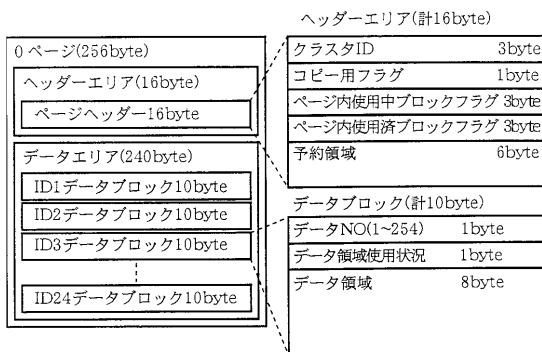 0 ページ(256byte)
ヘッダーエリア(16byte)
ページヘッダー16byte
データエリア(240byte)
ID1データブロック10byte
ID2データブロック10byte
ID3データブロック10byte
ID24データブロック10byte
ヘッダーエリア(計16byte)
クラスタID 3byte
コピー用フラグ 1byte
ページ内使用中ブロックフラグ 3byte
ページ内使用済ブロックフラグ 3byte
予約領域 6byte
データブロック(計10byte)
データNO(1~254) 1byte
データ領域使用状況 1byte
データ領域 8byte